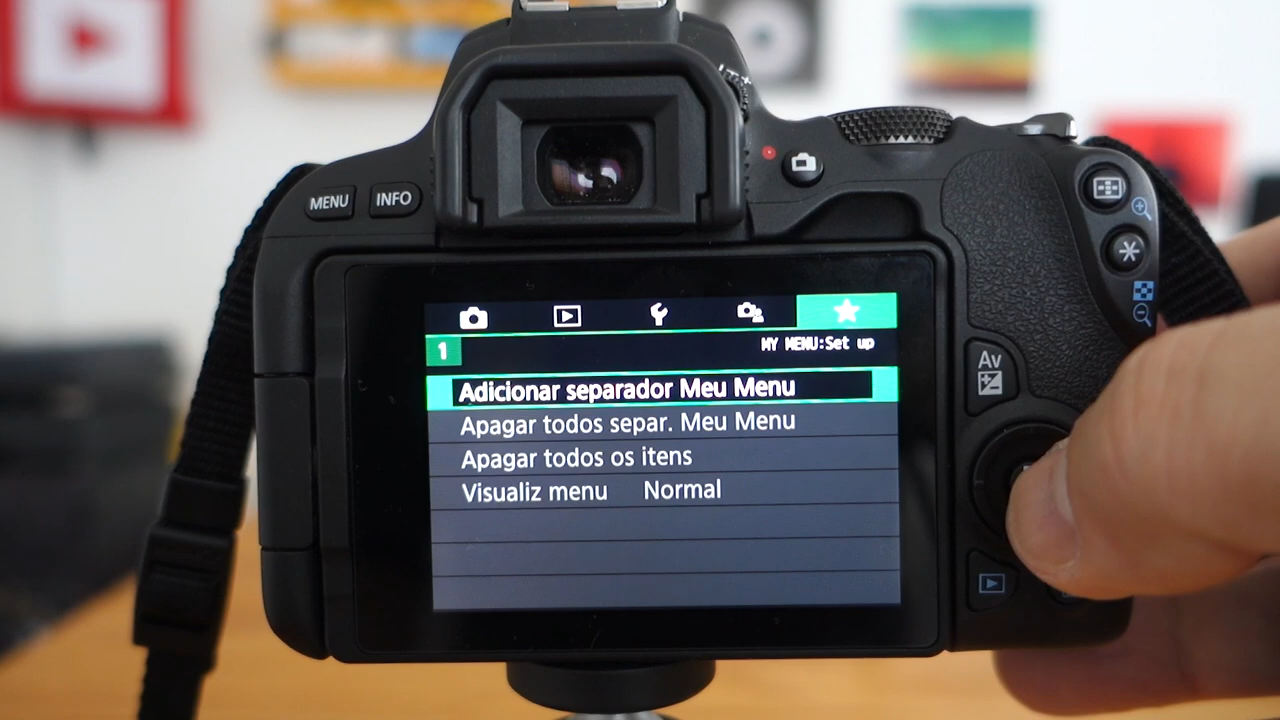 MENU
INFO
1
MY MENU:Set up
Adicionar separador Meu Menu
Apagar todos separ. Meu Menu
Apagar todos os itens
Visualiz menu Normal
Av